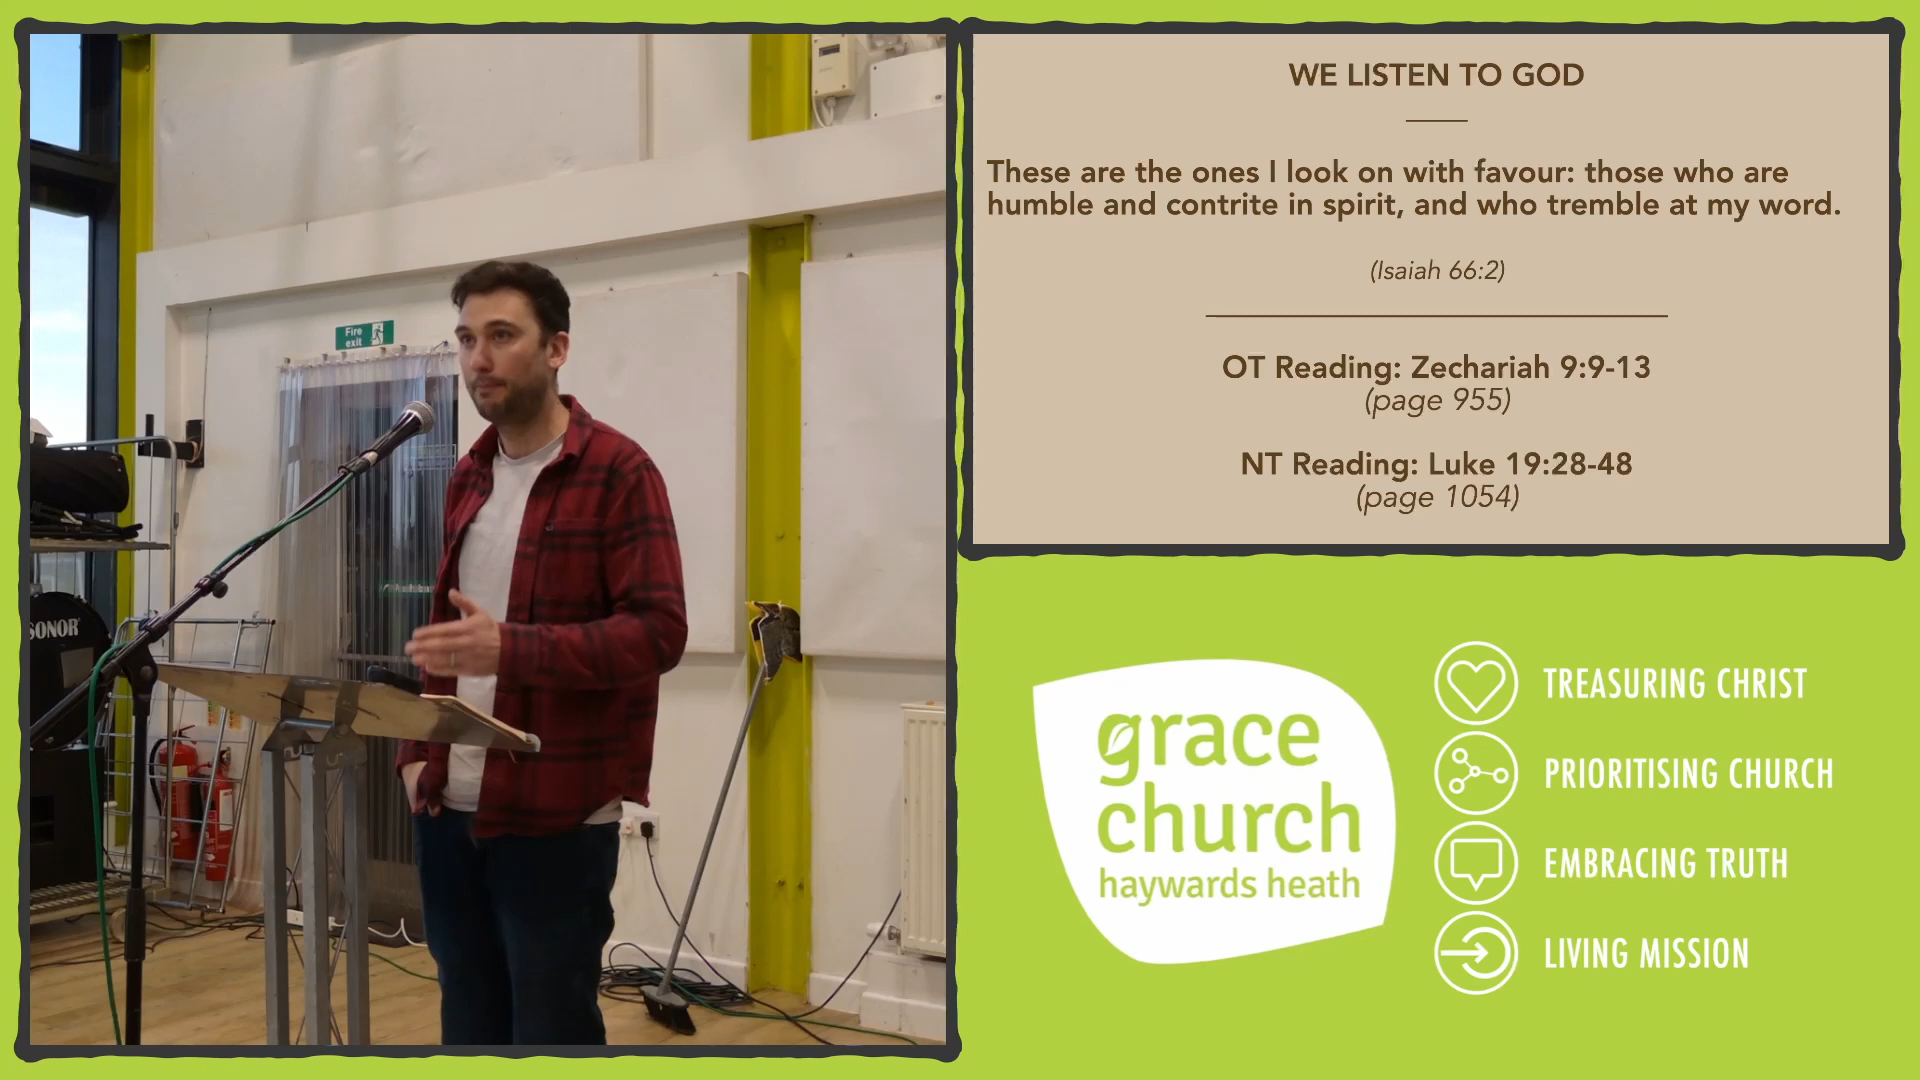 Fire
exit
SONOR
WE LISTEN TO GOD
These are the ones I look on with favour: those who are
humble and contrite in spirit, and who tremble at my word.
(Isaiah 66:2)
OT Reading: Zechariah 9:9-13
(page 955)
NT Reading: Luke 19:28-48
(page 1054)
grace
church
haywards heath
TREASURING CHRIST
PRIORITISING CHURCH
EMBRACING TRUTH
LIVING MISSION